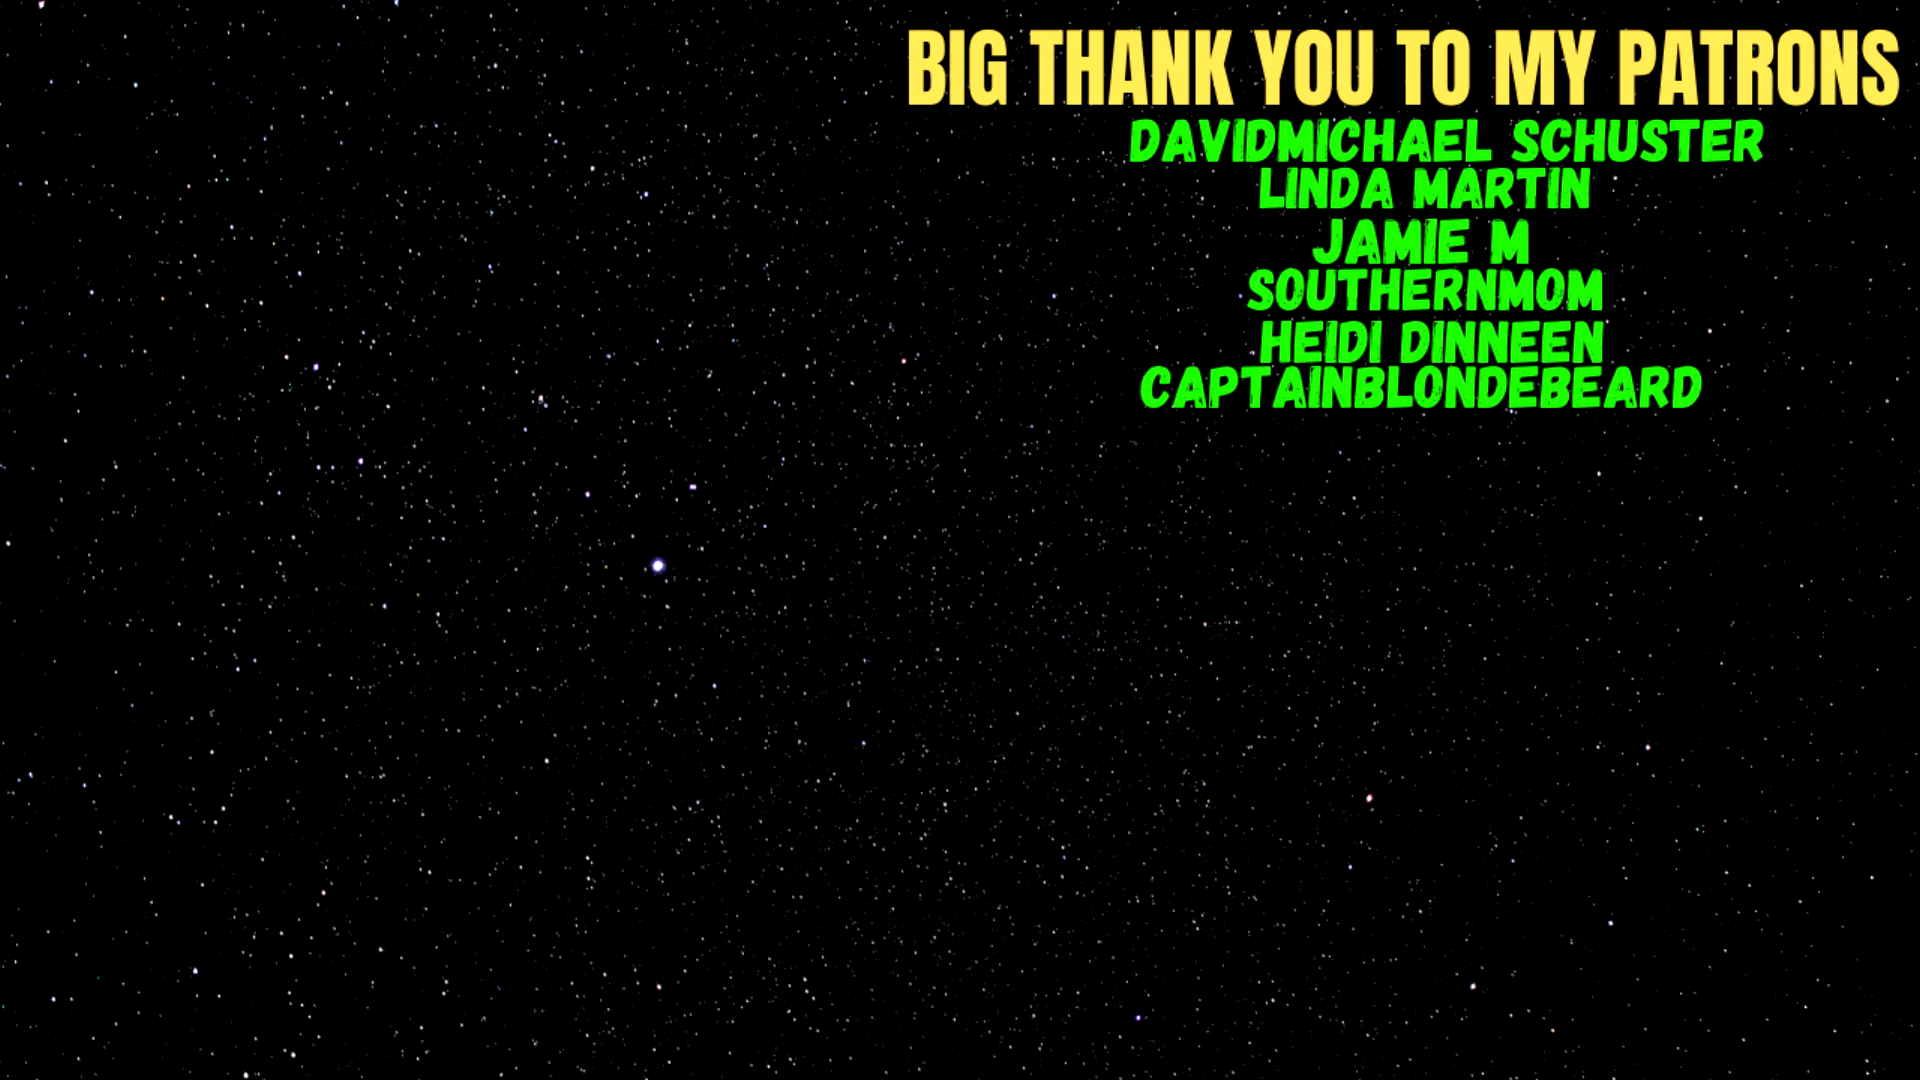 BIG THANK YOU TO MY PATRONS
DAVIDMICHAEL SCHUSTER
LINDA MARTIN
JAMIE M
SOUTHERNMOM
HEIDI DINNEEN
CAPTAINBLONDEBEARD